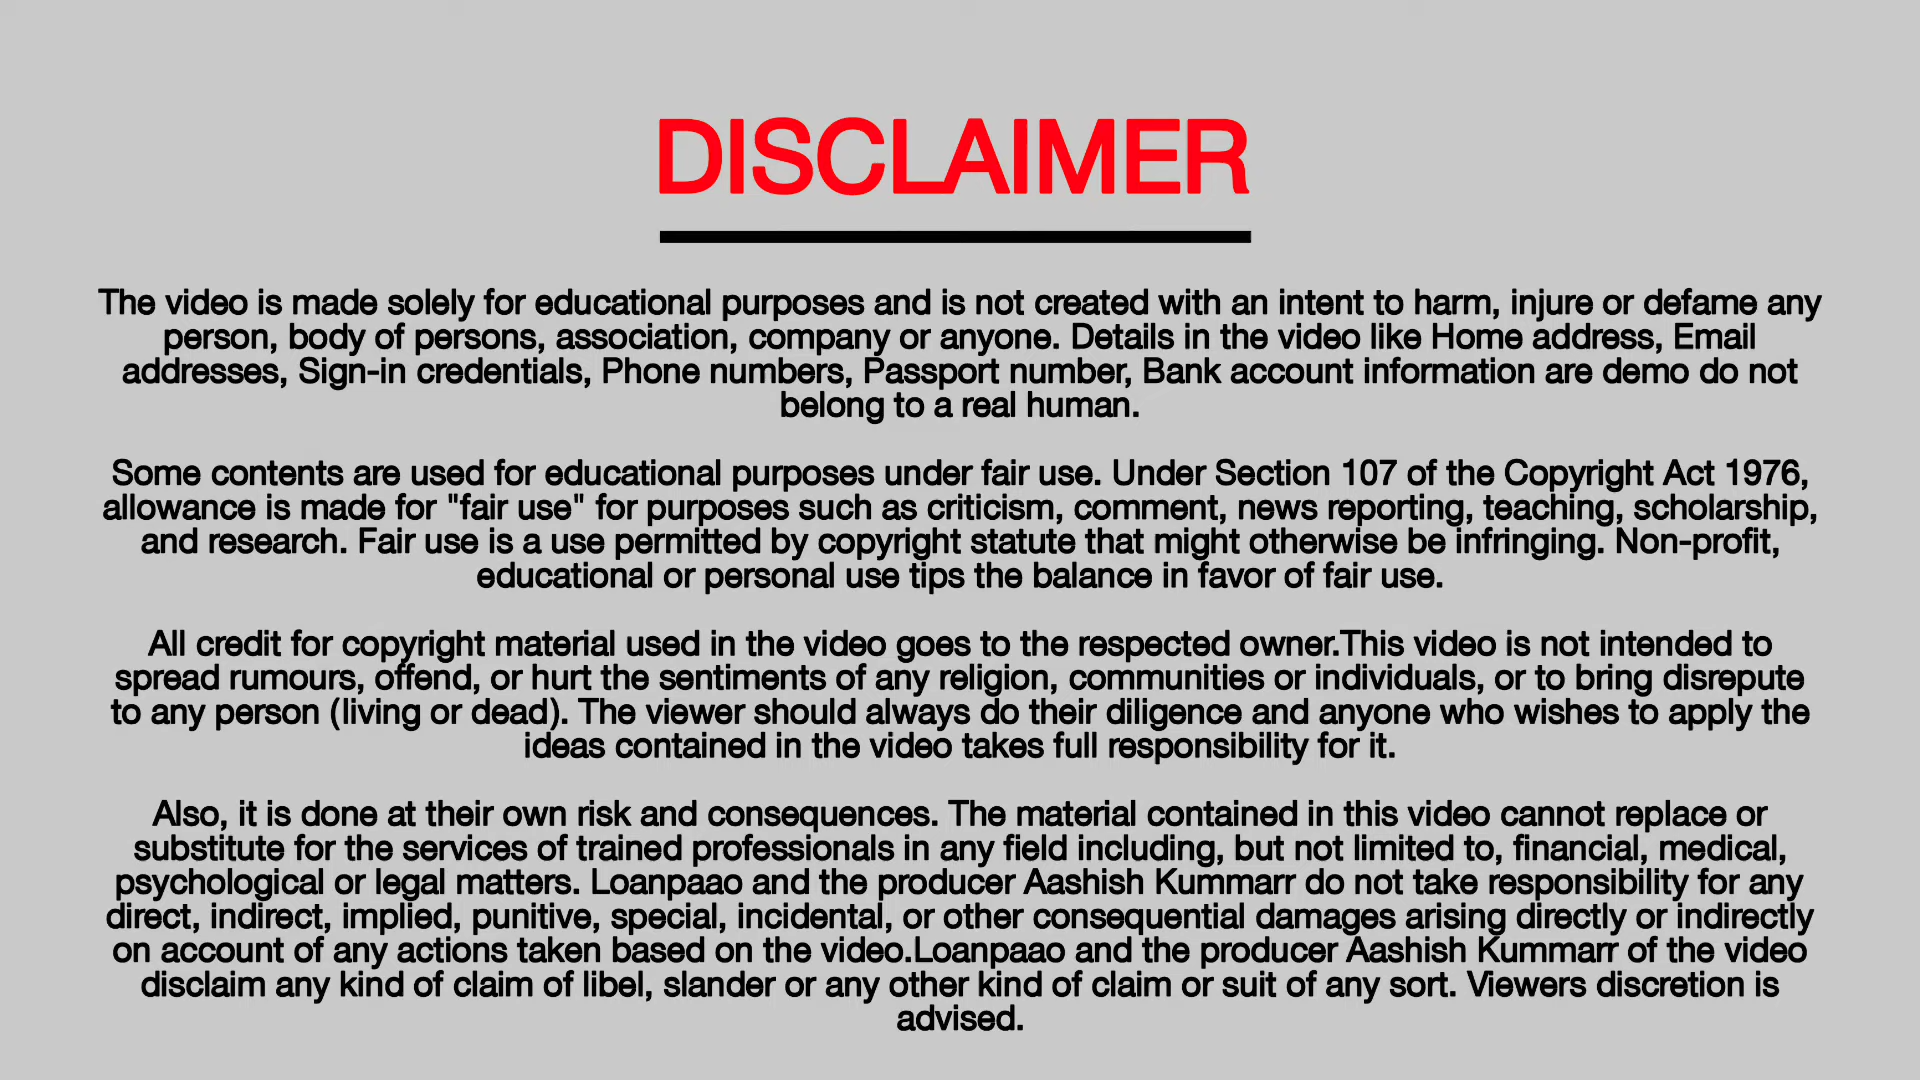 DISCLAIMER
The video is made solely for educational purposes and is not created with an intent to harm, injure or defame any
person, body of persons, association, company or anyone. Details in the video like Home address, Email
addresses, Sign-in credentials, Phone numbers, Passport number, Bank account information are demo do not
belong to a real human.
Some contents are used for educational purposes under fair use. Under Section 107 of the Copyright Act 1976,
allowance is made for "fair use" for purposes such as criticism, comment, news reporting, teaching, scholarship,
and research. Fair use is a use permitted by copyright statute that might otherwise be infringing. Non-profit,
educational or personal use tips the balance in favor of fair use.
All credit for copyright material used in the video goes to the respected owner.This video is not intended to
spread rumours, offend, or hurt the sentiments of any religion, communities or individuals, or to bring disrepute
to any person (living or dead). The viewer should always do their diligence and anyone who wishes to apply the
ideas contained in the video takes full responsibility for it.
Also, it is done at their own risk and consequences. The material contained in this video cannot replace or
substitute for the services of trained professionals in any field including, but not limited to, financial, medical,
psychological or legal matters. Loanpaao and the producer Aashish Kummarr do not take responsibility for any
direct, indirect, implied, punitive, special, incidental, or other consequential damages arising directly or indirectly
on account of any actions taken based on the video.Loanpaao and the producer Aashish Kummarr of the video
disclaim any kind of claim of libel, slander or any other kind of claim or suit of any sort. Viewers discretion is
advised.